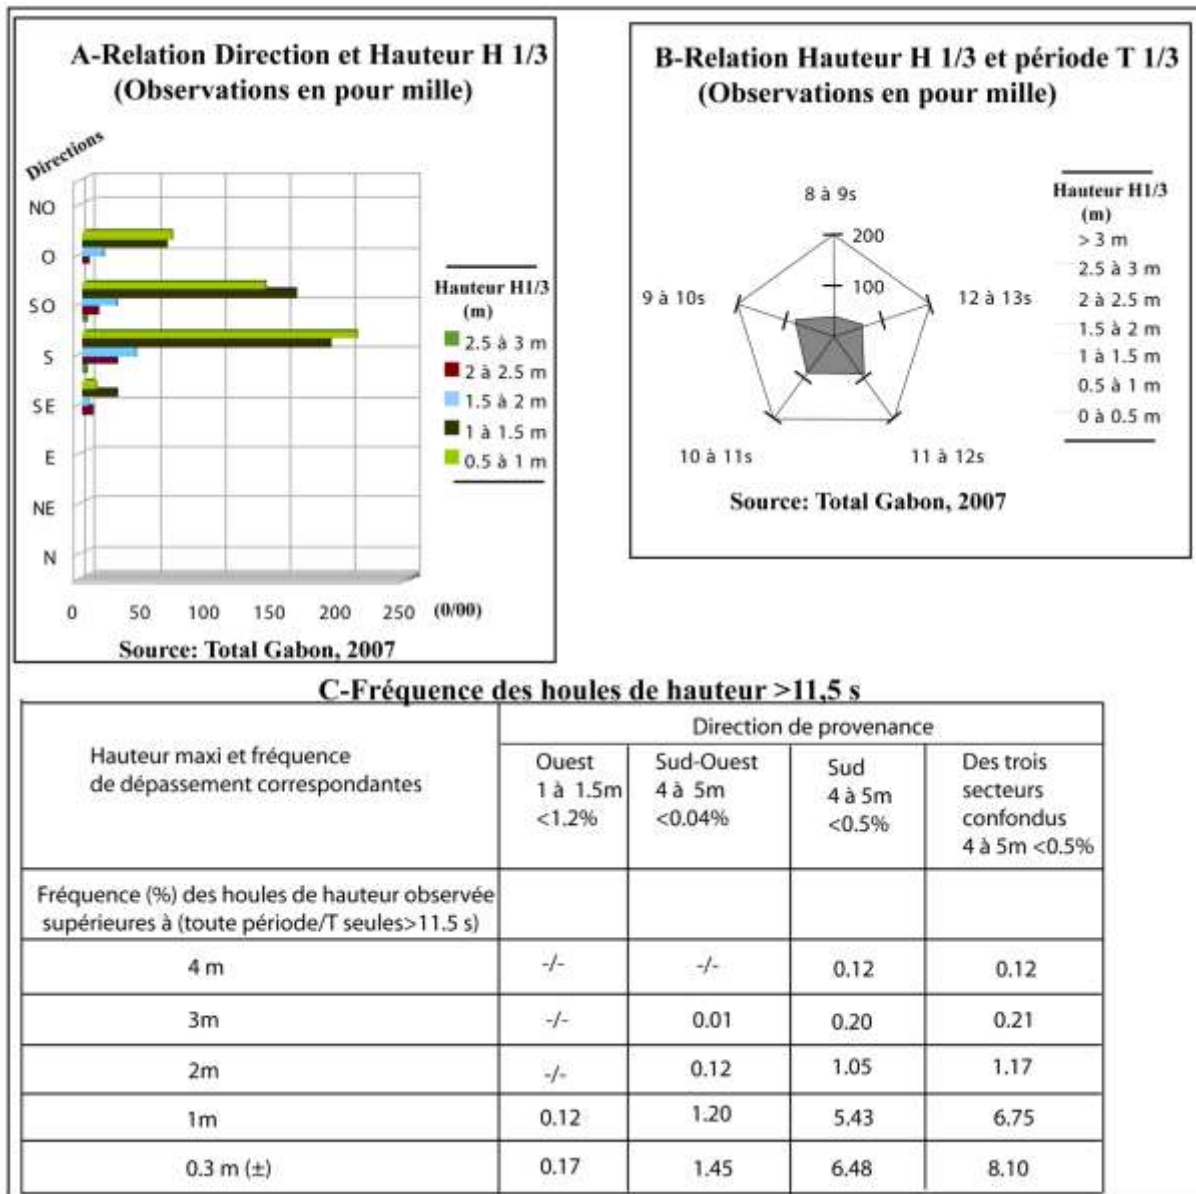 A-Relation Direction et Hauteur H 1/3
(Observations en pour mille)
Directions
NO
O
SO
S
SE
E
NE
N
0 50 100 150 200 250 (0/00)
Hauteur H1/3
(m)
2.5 à 3 m
2 à 2.5 m
1.5 à 2 m
1 à 1.5 m
0.5 à 1 m
Source: Total Gabon, 2007
B-Relation Hauteur H 1/3 et période T 1/3
(Observations en pour mille)
8 à 9s
200
100
9 à 10s
12 à 13s
10 à 11s
11 à 12s
Hauteur H1/3
(m)
> 3 m
2.5 à 3 m
2 à 2.5 m
1.5 à 2 m
1 à 1.5 m
0.5 à 1 m
0 à 0.5 m
Source: Total Gabon, 2007
C-Fréquence des houles de hauteur >11,5 s
Hauteur maxi et fréquence
de dépassement correspondantes
Direction de provenance
Ouest
1 à 1.5m
<1.2%
Sud-Ouest
4 à 5m
<0.04%
Sud
4 à 5m
<0.5%
Des trois
secteurs
confondus
4 à 5m <0.5%
Fréquence (%) des houles de hauteur observée
supérieures à (toute période/T seules>11.5 s)
4 m -/- -/- 0.12 0.12
3m -/- 0.01 0.20 0.21
2m -/- 0.12 1.05 1.17
1m 0.12 1.20 5.43 6.75
0.3 m (±) 0.17 1.45 6.48 8.10